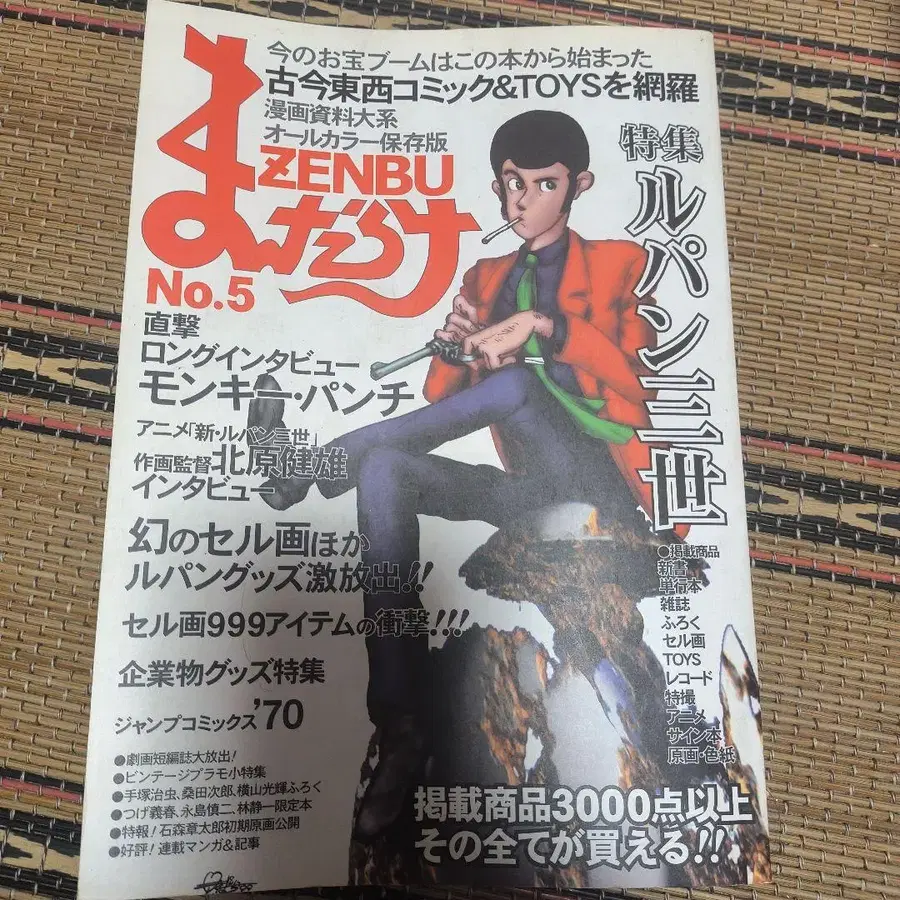 今のお宝ブームはこの本から始まった
古今東西コミック&TOYSを網羅
漫画資料大系
オールカラー保存版
まんだらけ
ZENBU
No.5
特集
ルパン三世
直撃
ロングインタビュー
モンキー・パンチ
アニメ「新・ルパン三世」
作画監督北原健雄
インタビュー
幻のセル画ほか
ルパングッズ激放出!!
セル画999アイテムの衝撃!!!
企業物グッズ特集
ジャンプコミックス'70
●劇画短編誌大放出!
●ビンテージプラモ小特集
●手塚治虫、桑田次郎、横山光輝ふろく
●つげ義春、永島慎二、林静一限定本
●特報!石森章太郎初期原画公開
●好評!連載マンガ&記事
●掲載商品
新書
単行本
雑誌
ふろく
セル画
TOYS
レコード
特撮
アニメ
サイン本
原画・色紙
掲載商品3000点以上
その全てが買える!!